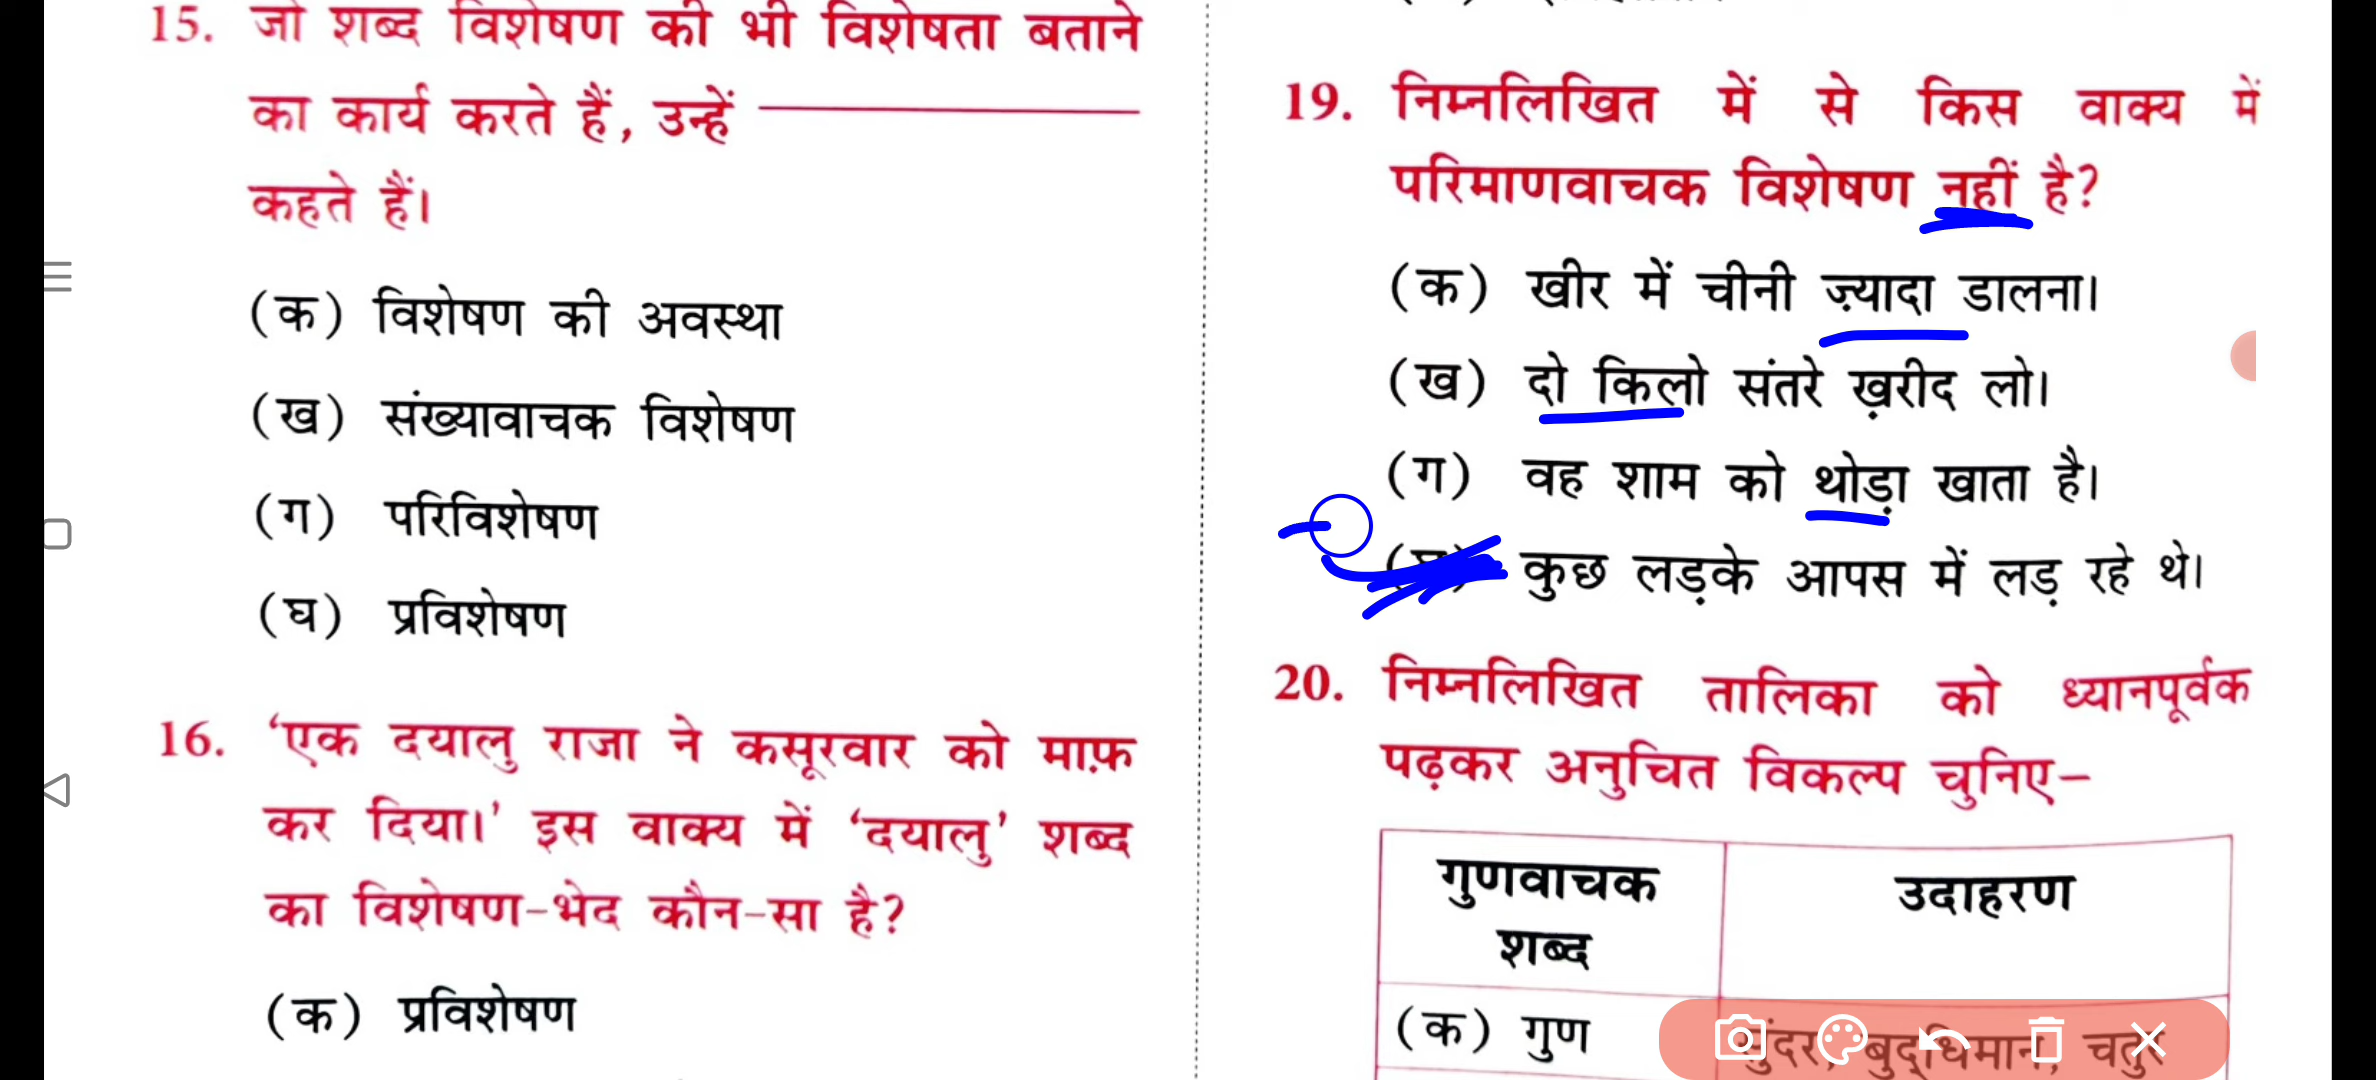 15. जो शब्द विशेषण की भी विशेषता बताने
का कार्य करते हैं, उन्हें
कहते हैं।
(क) विशेषण की अवस्था
(ख) संख्यावाचक विशेषण
(ग) परिविशेषण
(घ) प्रविशेषण
16. ‘एक दयालु राजा ने कसूरवार को माफ़
कर दिया।’ इस वाक्य में ‘दयालु’ शब्द
का विशेषण-भेद कौन-सा है?
(क) प्रविशेषण
19. निम्नलिखित में से किस वाक्य में
परिमाणवाचक विशेषण नहीं है?
(क) खीर में चीनी ज़्यादा डालना।
(ख) दो किलो संतरे ख़रीद लो।
(ग) वह शाम को थोड़ा खाता है।
(घ) कुछ लड़के आपस में लड़ रहे थे।
20. निम्नलिखित तालिका को ध्यानपूर्वक
पढ़कर अनुचित विकल्प चुनिए–
गुणवाचक
शब्द
उदाहरण
(क) गुण
सुंदर, बुद्धिमान, चतुर